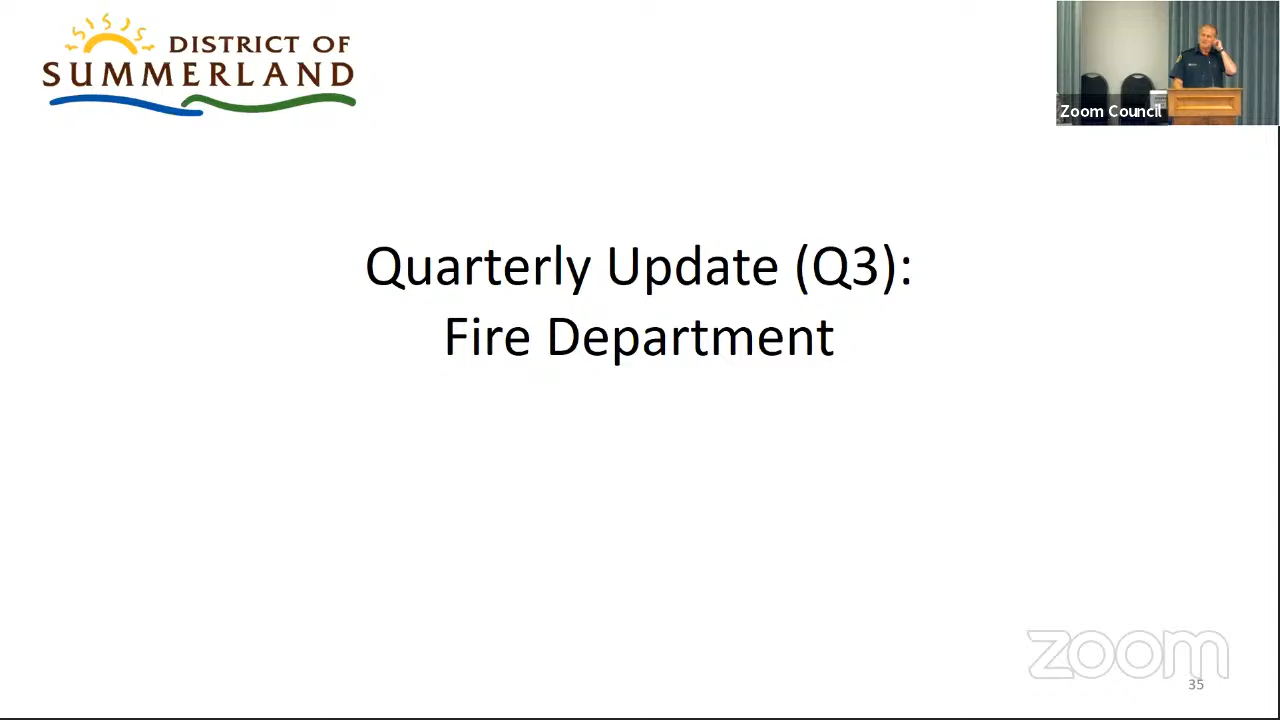 DISTRICT OF
SUMMERLAND
Zoom Council
Quarterly Update (Q3):
Fire Department
zoom
35